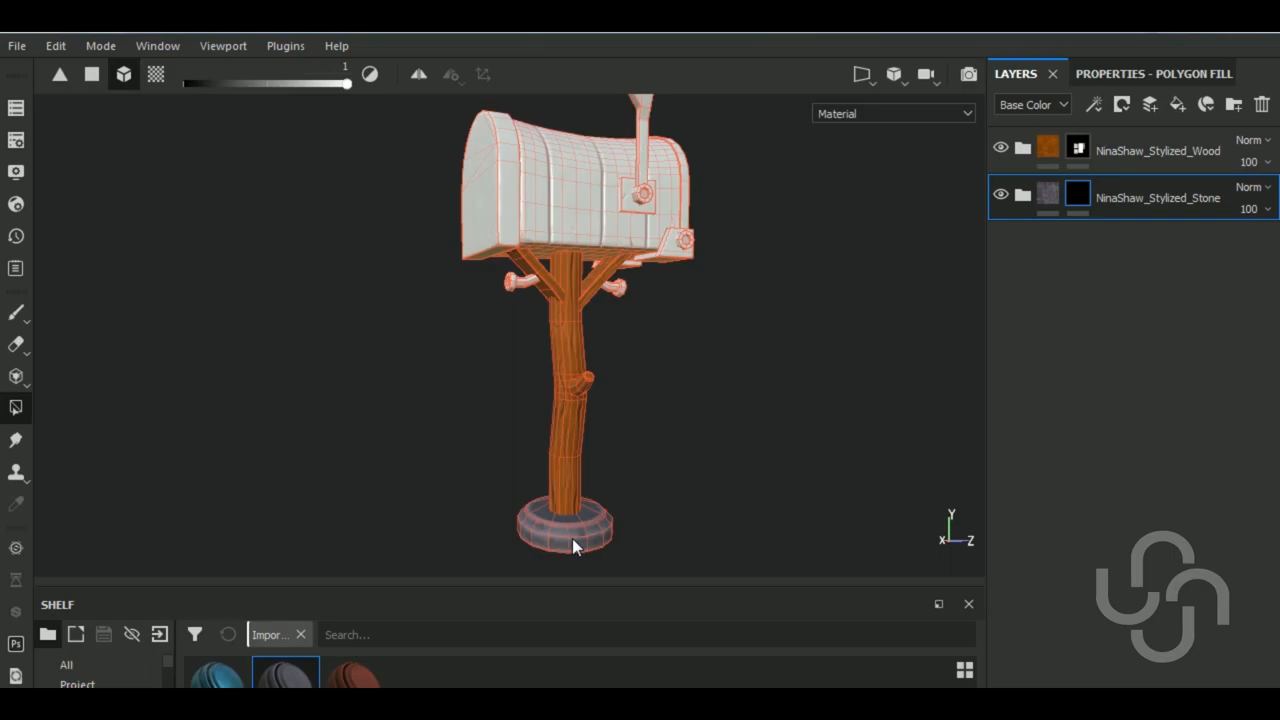 File Edit Mode Window Viewport Plugins Help
1
LAYERS PROPERTIES - POLYGON FILL
Base Color
Material
Norm
NinaShaw_Stylized_Wood
100
Norm
NinaShaw_Stylized_Stone
100
Y
X Z
SHELF
Impor... Search...
Ps
All
Project